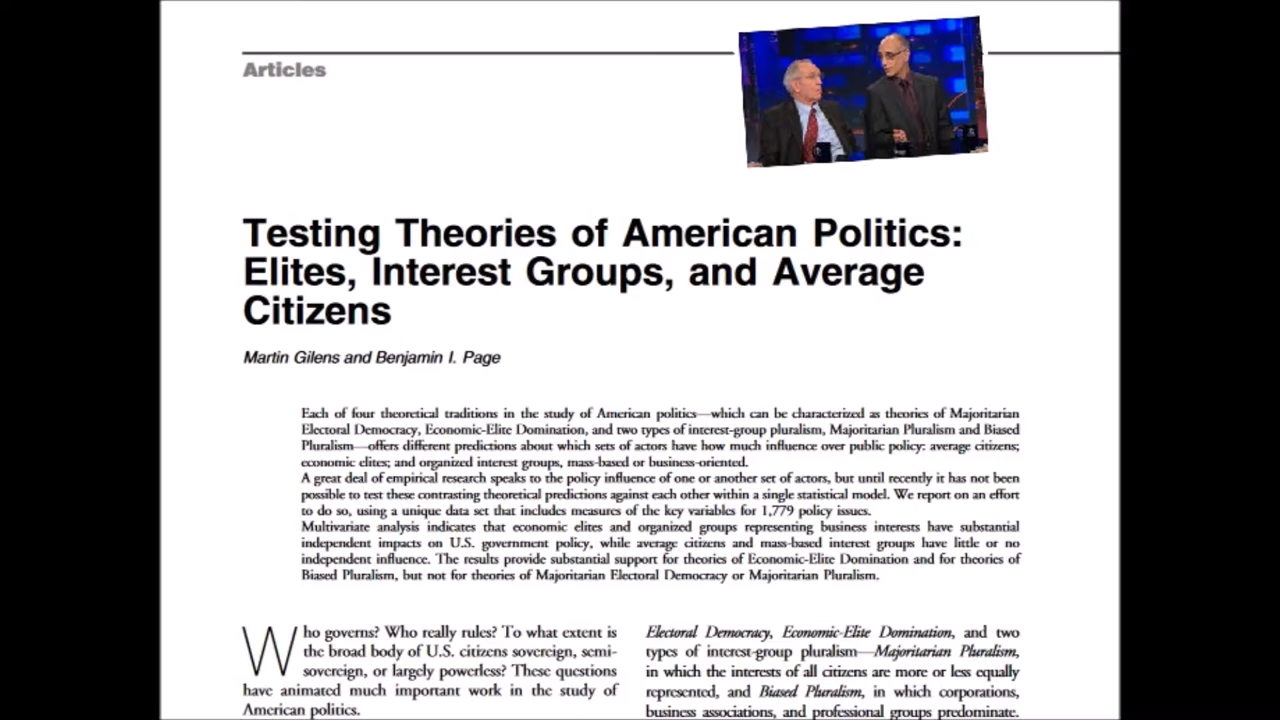 Articles
Testing Theories of American Politics:
Elites, Interest Groups, and Average
Citizens
Martin Gilens and Benjamin I. Page
Each of four theoretical traditions in the study of American politics—which can be characterized as theories of Majoritarian
Electoral Democracy, Economic-Elite Domination, and two types of interest-group pluralism, Majoritarian Pluralism and Biased
Pluralism—offers different predictions about which sets of actors have how much influence over public policy: average citizens;
economic elites; and organized interest groups, mass-based or business-oriented.
A great deal of empirical research speaks to the policy influence of one or another set of actors, but until recently it has not been
possible to test these contrasting theoretical predictions against each other within a single statistical model. We report on an effort
to do so, using a unique data set that includes measures of the key variables for 1,779 policy issues.
Multivariate analysis indicates that economic elites and organized groups representing business interests have substantial
independent impacts on U.S. government policy, while average citizens and mass-based interest groups have little or no
independent influence. The results provide substantial support for theories of Economic-Elite Domination and for theories of
Biased Pluralism, but not for theories of Majoritarian Electoral Democracy or Majoritarian Pluralism.
Who governs? Who really rules? To what extent is
the broad body of U.S. citizens sovereign, semi-
sovereign, or largely powerless? These questions
have animated much important work in the study of
American politics.
Electoral Democracy, Economic-Elite Domination, and two
types of interest-group pluralism—Majoritarian Pluralism,
in which the interests of all citizens are more or less equally
represented, and Biased Pluralism, in which corporations,
business associations, and professional groups predominate.